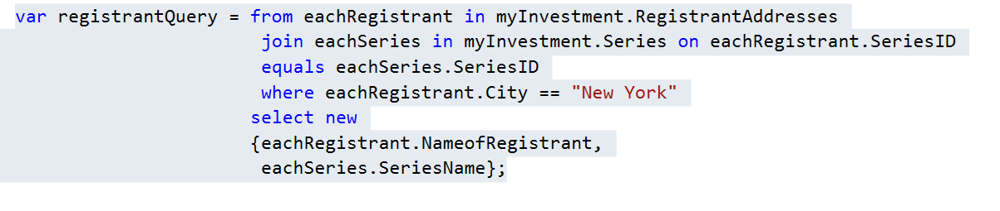 var registrantQuery = from eachRegistrant in myInvestment.RegistrantAddresses
join eachSeries in myInvestment.Series on eachRegistrant.SeriesID
equals eachSeries.SeriesID
where eachRegistrant.City == "New York"
select new
{eachRegistrant.NameofRegistrant,
eachSeries.SeriesName};